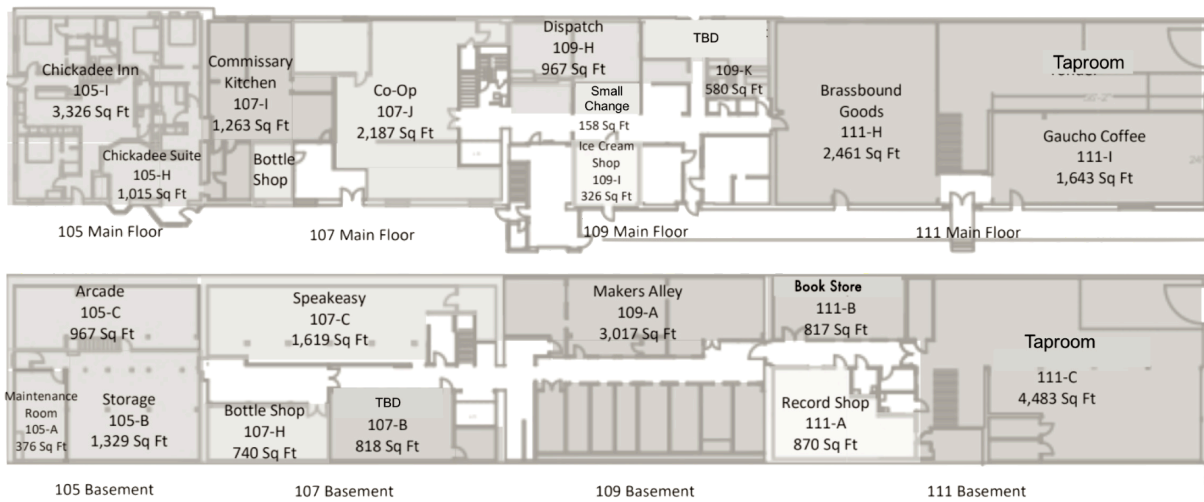 Chickadee Inn
105-I
3,326 Sq Ft
Chickadee Suite
105-H
1,015 Sq Ft
Commissary
Kitchen
107-I
1,263 Sq Ft
Bottle
Shop
Co-Op
107-J
2,187 Sq Ft
Dispatch
109-H
967 Sq Ft
Small
Change
158 Sq Ft
Ice Cream
Shop
109-I
326 Sq Ft
TBD
109-K
580 Sq Ft
Brassbound
Goods
111-H
2,461 Sq Ft
Taproom
Gaucho Coffee
111-I
1,643 Sq Ft
105 Main Floor
107 Main Floor
109 Main Floor
111 Main Floor
Arcade
105-C
967 Sq Ft
Maintenance
Room
105-A
376 Sq Ft
Storage
105-B
1,329 Sq Ft
Speakeasy
107-C
1,619 Sq Ft
Bottle Shop
107-H
740 Sq Ft
TBD
107-B
818 Sq Ft
Makers Alley
109-A
3,017 Sq Ft
Book Store
111-B
817 Sq Ft
Record Shop
111-A
870 Sq Ft
Taproom
111-C
4,483 Sq Ft
105 Basement
107 Basement
109 Basement
111 Basement